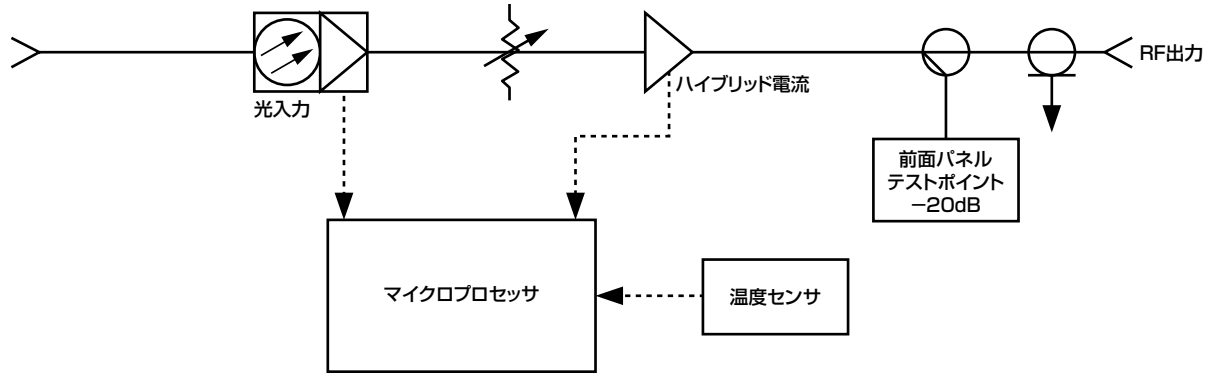 RF出力
光入力
ハイブリッド電流
前面パネル
テストポイント
−20dB
マイクロプロセッサ
温度センサ